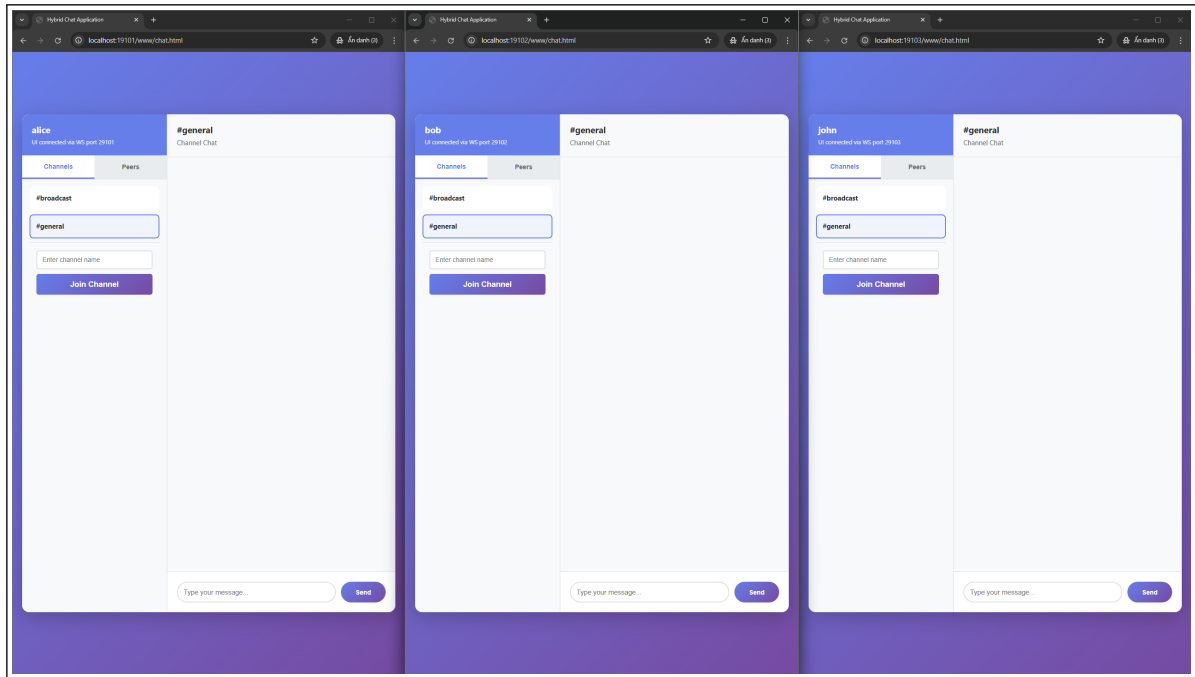 Hybrid Chat Application
localhost:19101/www/chat.html
Ẩn danh (3)
alice
UI connected via WS port 29101
Channels
Peers
#broadcast
#general
Enter channel name
Join Channel
#general
Channel Chat
Type your message...
Send
Hybrid Chat Application
localhost:19102/www/chat.html
Ẩn danh (3)
bob
UI connected via WS port 29102
Channels
Peers
#broadcast
#general
Enter channel name
Join Channel
#general
Channel Chat
Type your message...
Send
Hybrid Chat Application
localhost:19103/www/chat.html
Ẩn danh (3)
john
UI connected via WS port 29103
Channels
Peers
#broadcast
#general
Enter channel name
Join Channel
#general
Channel Chat
Type your message...
Send